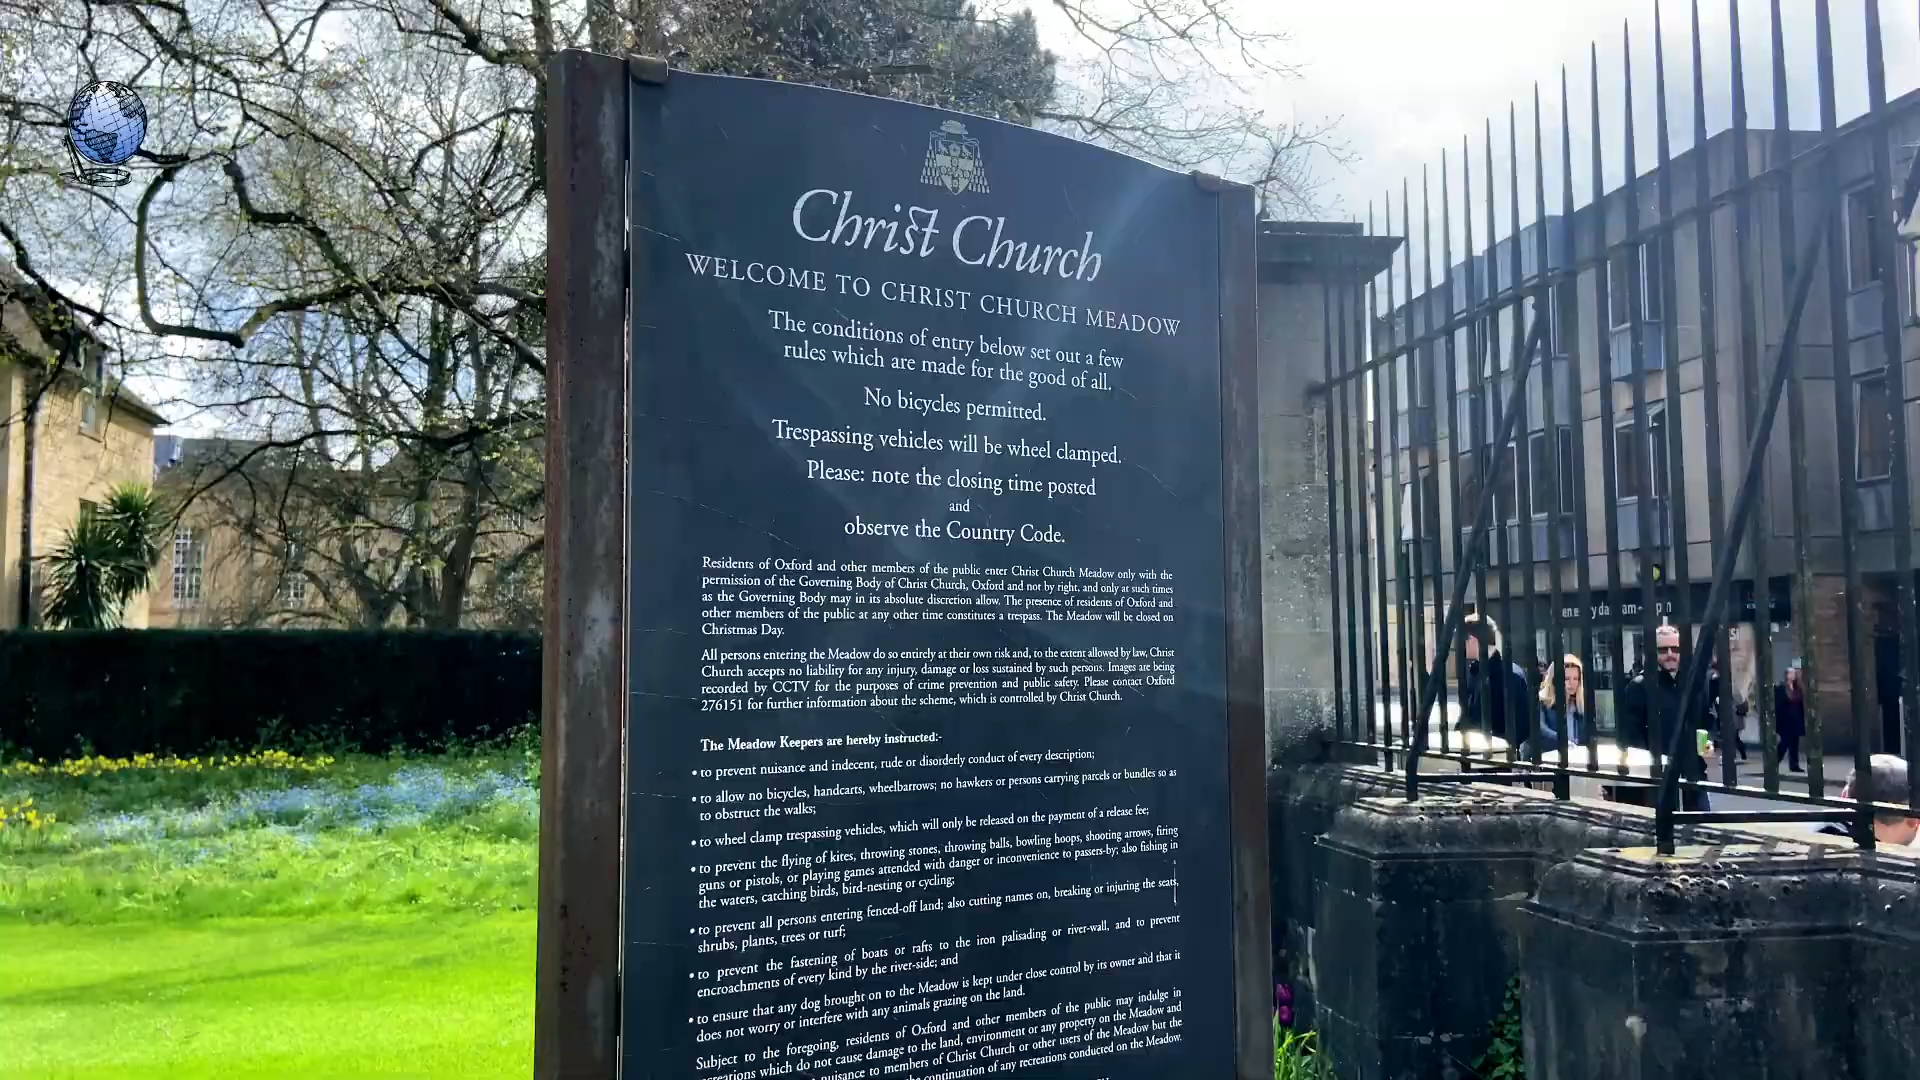 Christ Church
WELCOME TO CHRIST CHURCH MEADOW
The conditions of entry below set out a few
rules which are made for the good of all.
No bicycles permitted.
Trespassing vehicles will be wheel clamped.
Please: note the closing time posted
and
observe the Country Code.
Residents of Oxford and other members of the public enter Christ Church Meadow only with the
permission of the Governing Body of Christ Church, Oxford and not by right, and only at such times
as the Governing Body may in its absolute discretion allow. The presence of residents of Oxford and
other members of the public at any other time constitutes a trespass. The Meadow will be closed on
Christmas Day.
All persons entering the Meadow do so entirely at their own risk and, to the extent allowed by law, Christ
Church accepts no liability for any injury, damage or loss sustained by such persons. Images are being
recorded by CCTV for the purposes of crime prevention and public safety. Please contact Oxford
276151 for further information about the scheme, which is controlled by Christ Church.
The Meadow Keepers are hereby instructed:-
• to prevent nuisance and indecent, rude or disorderly conduct of every description;
• to allow no bicycles, handcarts, wheelbarrows; no hawkers or persons carrying parcels or bundles so as
to obstruct the walks;
• to wheel clamp trespassing vehicles, which will only be released on the payment of a release fee;
• to prevent the flying of kites, throwing stones, throwing balls, bowling hoops, shooting arrows, firing
guns or pistols, or playing games attended with danger or inconvenience to passers-by; also fishing in
the waters, catching birds, bird-nesting or cycling;
• to prevent all persons entering fenced-off land; also cutting names on, breaking or injuring the seats,
shrubs, plants, trees or turf;
• to prevent the fastening of boats or rafts to the iron palisading or river-wall, and to prevent
encroachments of every kind by the river-side; and
• to ensure that any dog brought on to the Meadow is kept under close control by its owner and that it
does not worry or interfere with any animals grazing on the land.
Subject to the foregoing, residents of Oxford and other members of the public may indulge in
which do not cause damage to the land, environment or any property on the Meadow and
nuisance to members of Christ Church or other users of the Meadow but the
continuation of any recreations conducted on the Meadow.